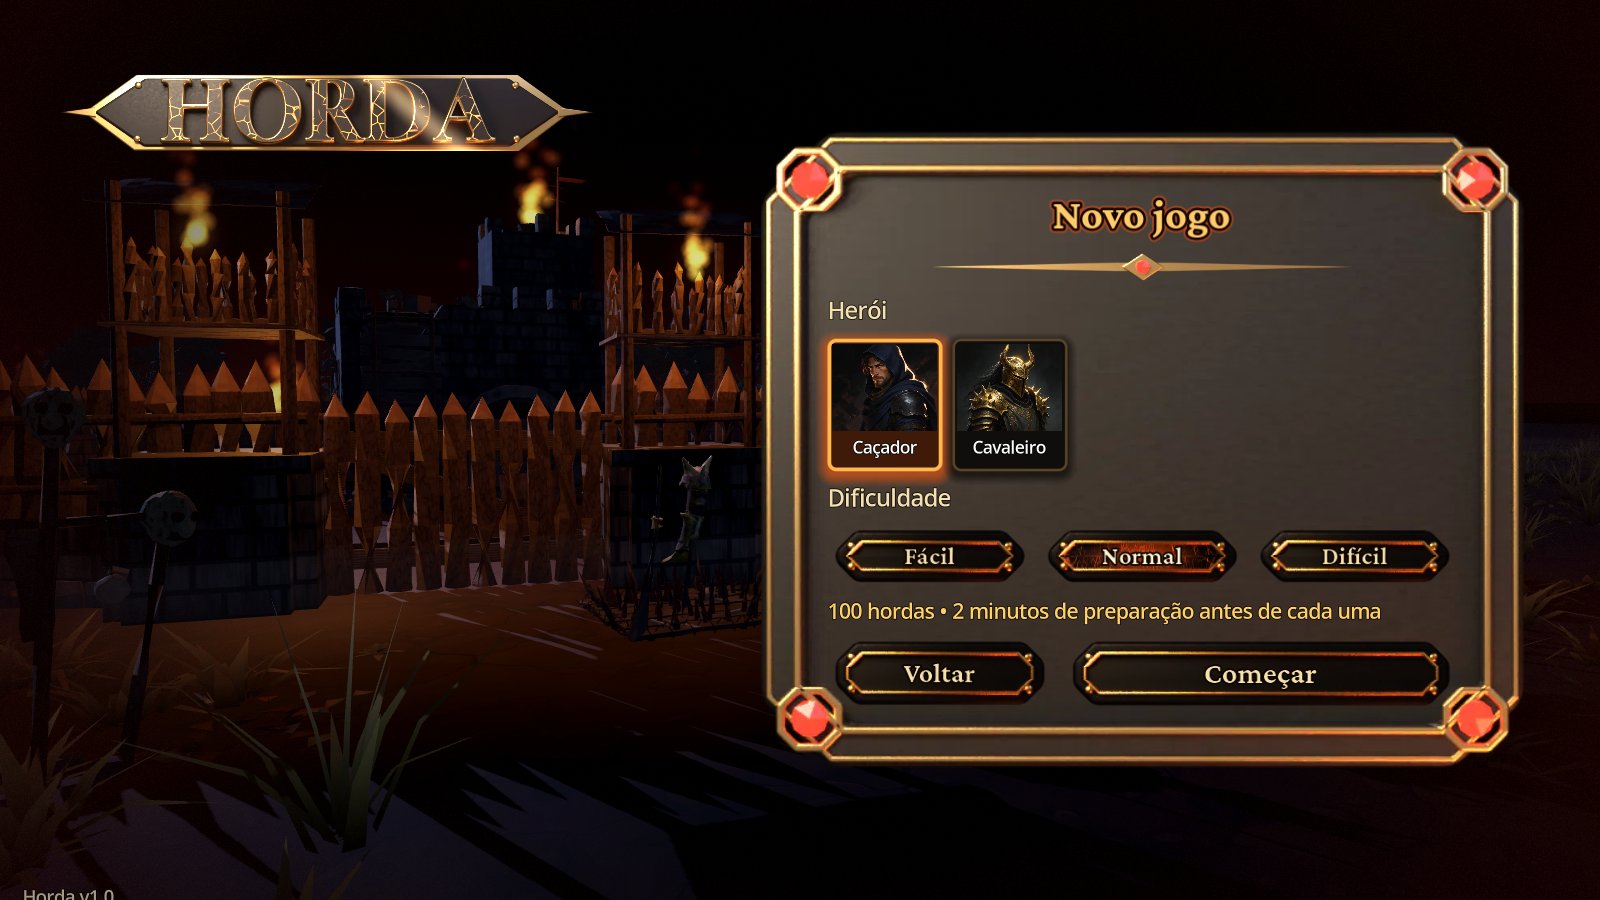 HORDA
Novo jogo
Herói
Caçador Cavaleiro
Dificuldade
Fácil Normal Difícil
100 hordas • 2 minutos de preparação antes de cada uma
Voltar Começar
Horda v1.0